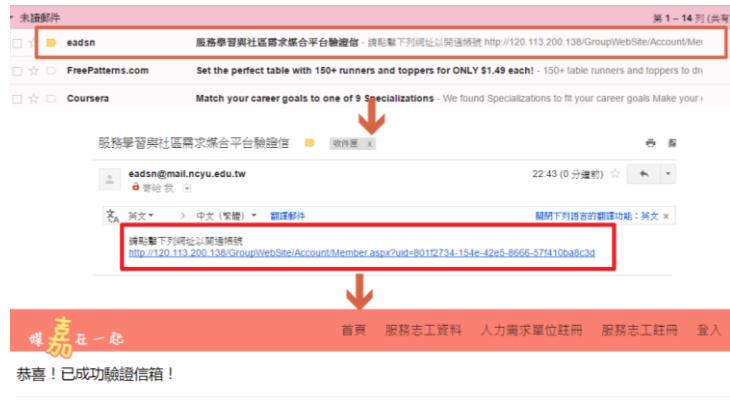 未讀郵件 第 1 – 14 列 (共有
eadsn 服務學習與社區需求媒合平台驗證信 - 請點擊下列網址以開通帳號 http://120.113.200.138/GroupWebSite/Account/Mer
FreePatterns.com Set the perfect table with 150+ runners and toppers for ONLY $1.49 each! - 150+ table runners and toppers to dr
Coursera Match your career goals to one of 9 Specializations - We found Specializations to fit your career goals Make your
服務學習與社區需求媒合平台驗證信 收件匣 x
eadsn@mail.ncyu.edu.tw 22:43 (0 分鐘前)
寄給 我
英文 > 中文 (繁體) 翻譯郵件 關閉下列語言的翻譯功能：英文 x
請點擊下列網址以開通帳號
http://120.113.200.138/GroupWebSite/Account/Member.aspx?uid=801f2734-154e-42e5-8666-57f410ba8c3d
媒嘉在一起 首頁 服務志工資料 人力需求單位註冊 服務志工註冊 登入
恭喜！已成功驗證信箱！